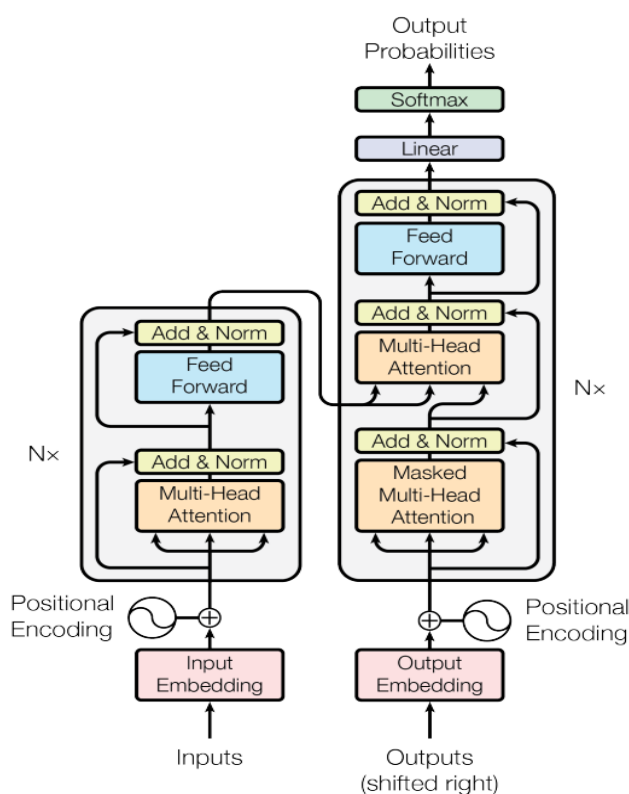 Output
Probabilities
Softmax
Linear
Add & Norm
Feed
Forward
Add & Norm
Multi-Head
Attention
Add & Norm
Masked
Multi-Head
Attention
Nx
Add & Norm
Feed
Forward
Add & Norm
Multi-Head
Attention
N×
Positional
Encoding
Positional
Encoding
Input
Embedding
Output
Embedding
Inputs
Outputs
(shifted right)